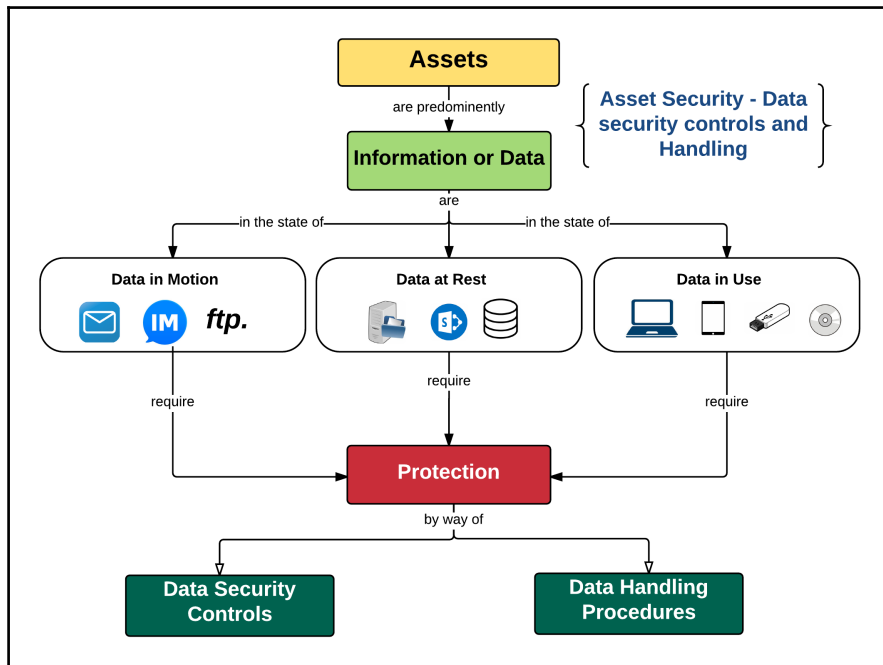 Assets
are predominently
Asset Security - Data
security controls and
Handling
Information or Data
are
in the state of
in the state of
Data in Motion
Data at Rest
Data in Use
IM
ftp.
S
require
require
require
Protection
by way of
Data Security
Controls
Data Handling
Procedures